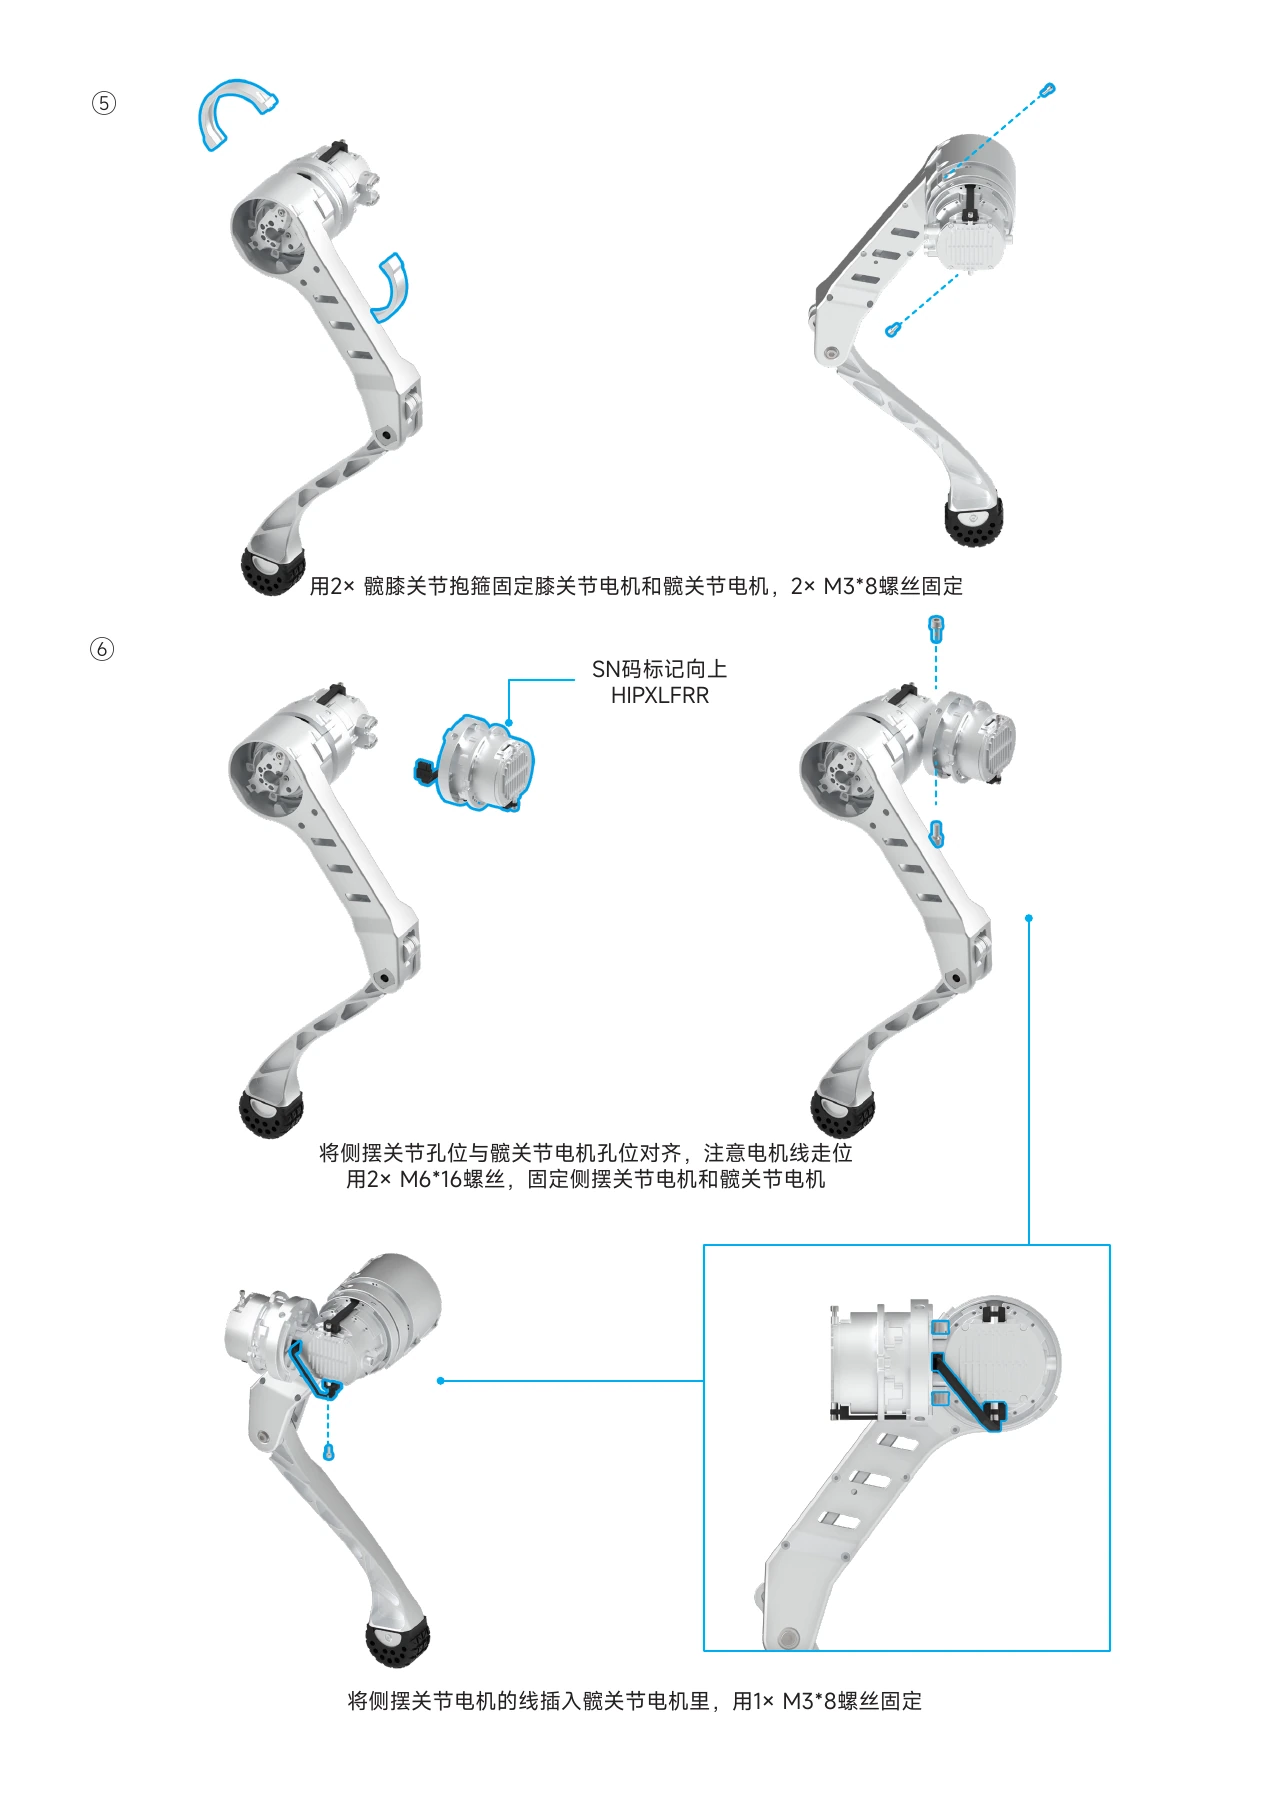 ⑤
用2× 髋膝关节抱箍固定膝关节电机和髋关节电机，2× M3*8螺丝固定
⑥
SN码标记向上
HIPXLFRR
将侧摆关节孔位与髋关节电机孔位对齐，注意电机线走位
用2× M6*16螺丝，固定侧摆关节电机和髋关节电机
将侧摆关节电机的线插入髋关节电机里，用1× M3*8螺丝固定